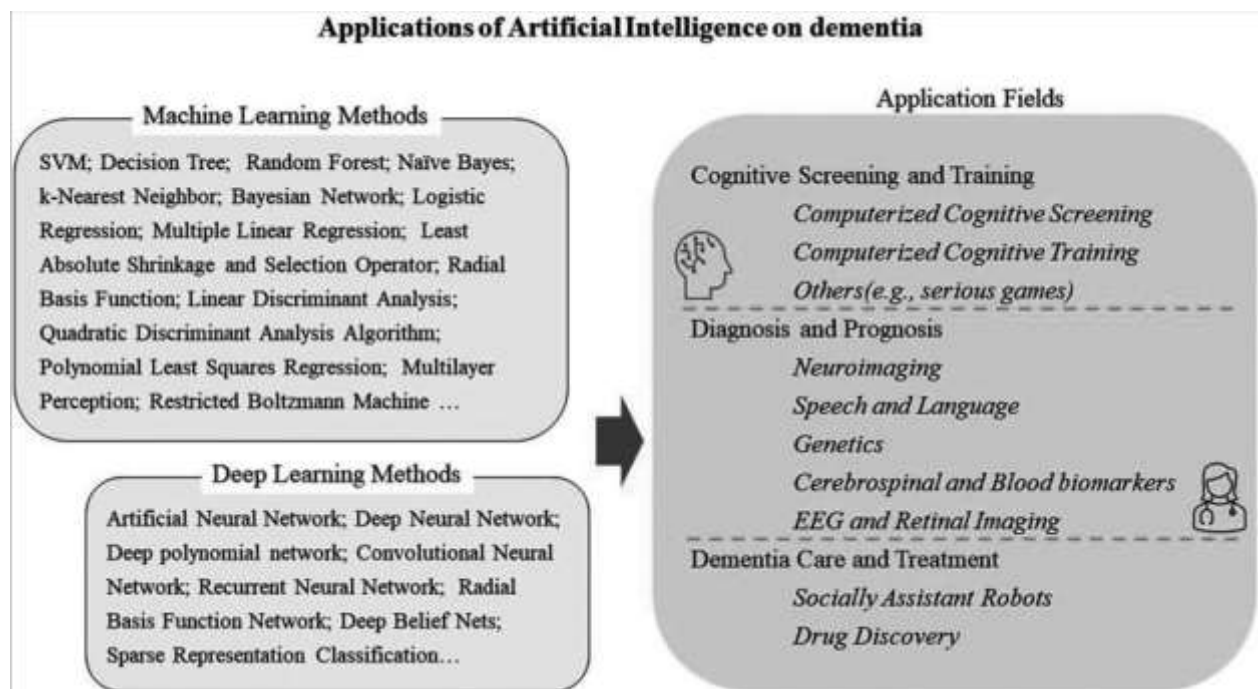 Applications of Artificial Intelligence on dementia
Machine Learning Methods
SVM; Decision Tree; Random Forest; Naïve Bayes;
k-Nearest Neighbor; Bayesian Network; Logistic
Regression; Multiple Linear Regression; Least
Absolute Shrinkage and Selection Operator; Radial
Basis Function; Linear Discriminant Analysis;
Quadratic Discriminant Analysis Algorithm;
Polynomial Least Squares Regression; Multilayer
Perception; Restricted Boltzmann Machine …
Deep Learning Methods
Artificial Neural Network; Deep Neural Network;
Deep polynomial network; Convolutional Neural
Network; Recurrent Neural Network; Radial
Basis Function Network; Deep Belief Nets;
Sparse Representation Classification…
Application Fields
Cognitive Screening and Training
Computerized Cognitive Screening
Computerized Cognitive Training
Others(e.g., serious games)
Diagnosis and Prognosis
Neuroimaging
Speech and Language
Genetics
Cerebrospinal and Blood biomarkers
EEG and Retinal Imaging
Dementia Care and Treatment
Socially Assistant Robots
Drug Discovery